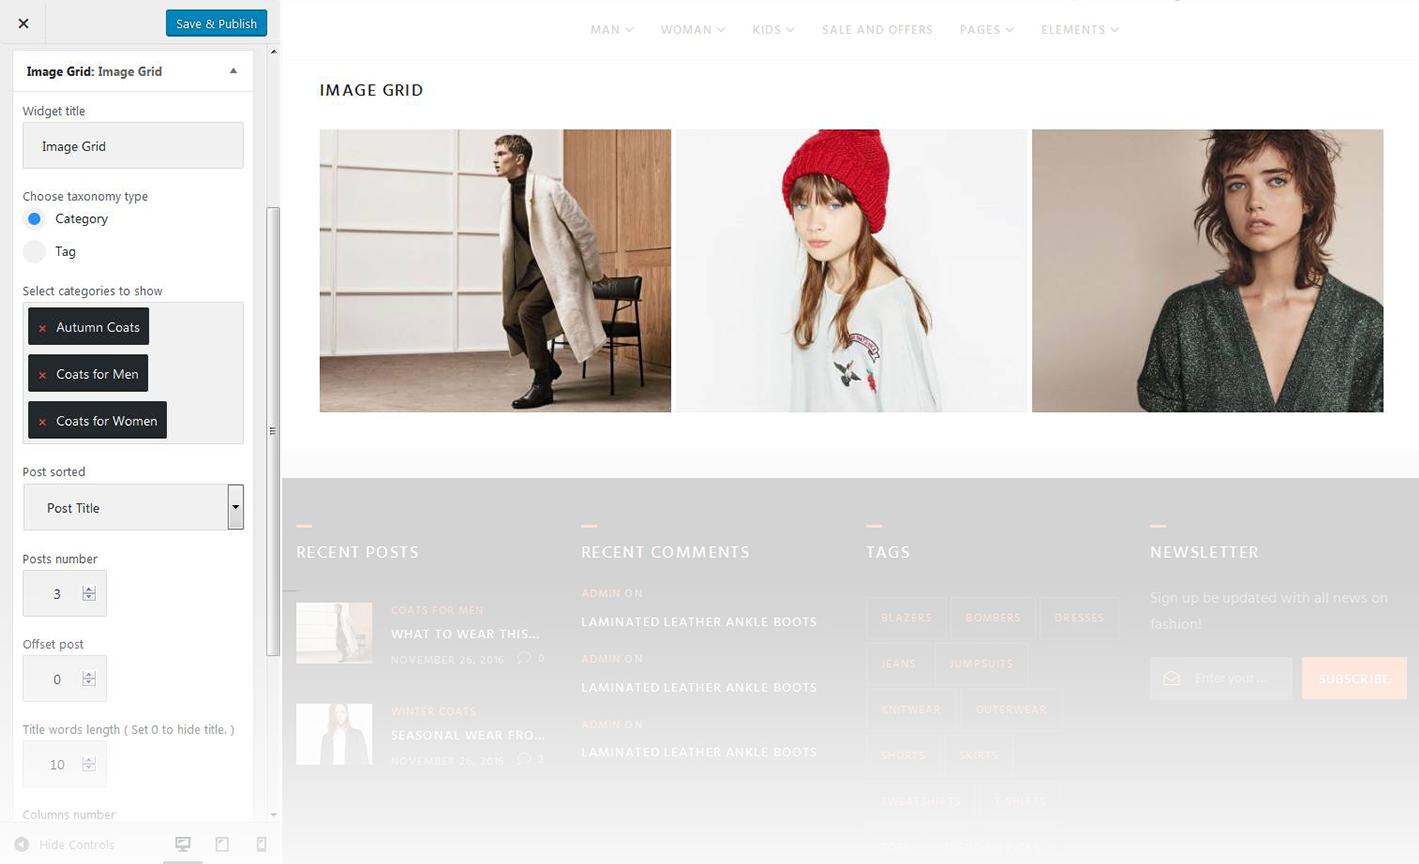 Save & Publish
Image Grid: Image Grid
Widget title
Image Grid
Choose taxonomy type
Category
Tag
Select categories to show
× Autumn Coats
× Coats for Men
× Coats for Women
Post sorted
Post Title
Posts number
3
Offset post
0
Title words length ( Set 0 to hide title. )
10
Columns number
Hide Controls
MAN WOMAN KIDS SALE AND OFFERS PAGES ELEMENTS
IMAGE GRID
RECENT POSTS
COATS FOR MEN
WHAT TO WEAR THIS...
NOVEMBER 26, 2016 0
WINTER COATS
SEASONAL WEAR FRO...
NOVEMBER 26, 2016 2
RECENT COMMENTS
ADMIN ON
LAMINATED LEATHER ANKLE BOOTS
ADMIN ON
LAMINATED LEATHER ANKLE BOOTS
ADMIN ON
LAMINATED LEATHER ANKLE BOOTS
TAGS
BLAZERS BOMBERS DRESSES
JEANS JUMPSUITS
KNITWEAR OUTERWEAR
SHORTS SKIRTS
SWEATSHIRTS T-SHIRTS
NEWSLETTER
Sign up be updated with all news on
fashion!
Enter your ... SUBSCRIBE